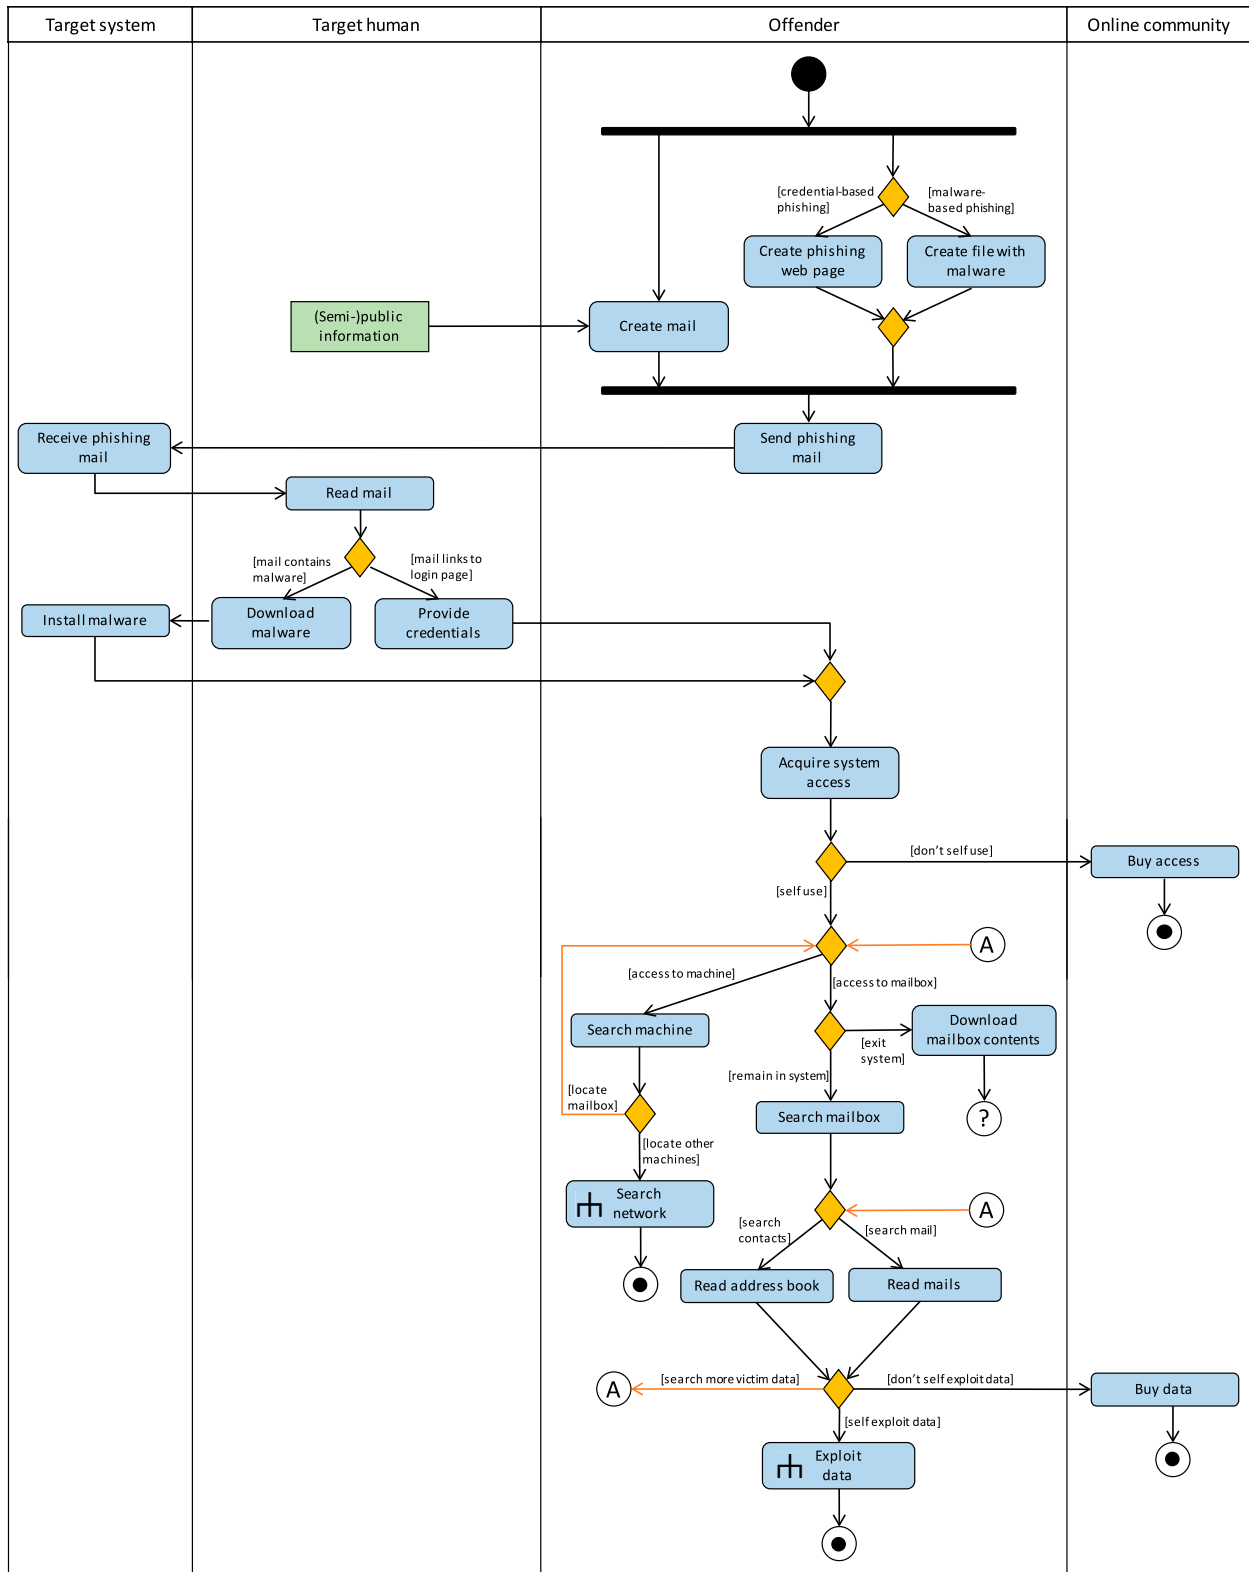 Target system
Target human
Offender
Online community
[credential-based
phishing]
[malware-
based phishing]
Create phishing
web page
Create file with
malware
(Semi-)public
information
Create mail
Receive phishing
mail
Send phishing
mail
Read mail
[mail contains
malware]
[mail links to
login page]
Install malware
Download
malware
Provide
credentials
Acquire system
access
[don't self use]
Buy access
[self use]
A
[access to machine]
[access to mailbox]
Search machine
Download
mailbox contents
[exit
system]
[remain in system]
[locate
mailbox]
Search mailbox
?
[locate other
machines]
Search
network
A
[search
contacts]
[search mail]
Read address book
Read mails
A
[search more victim data]
[don't self exploit data]
Buy data
[self exploit data]
Exploit
data